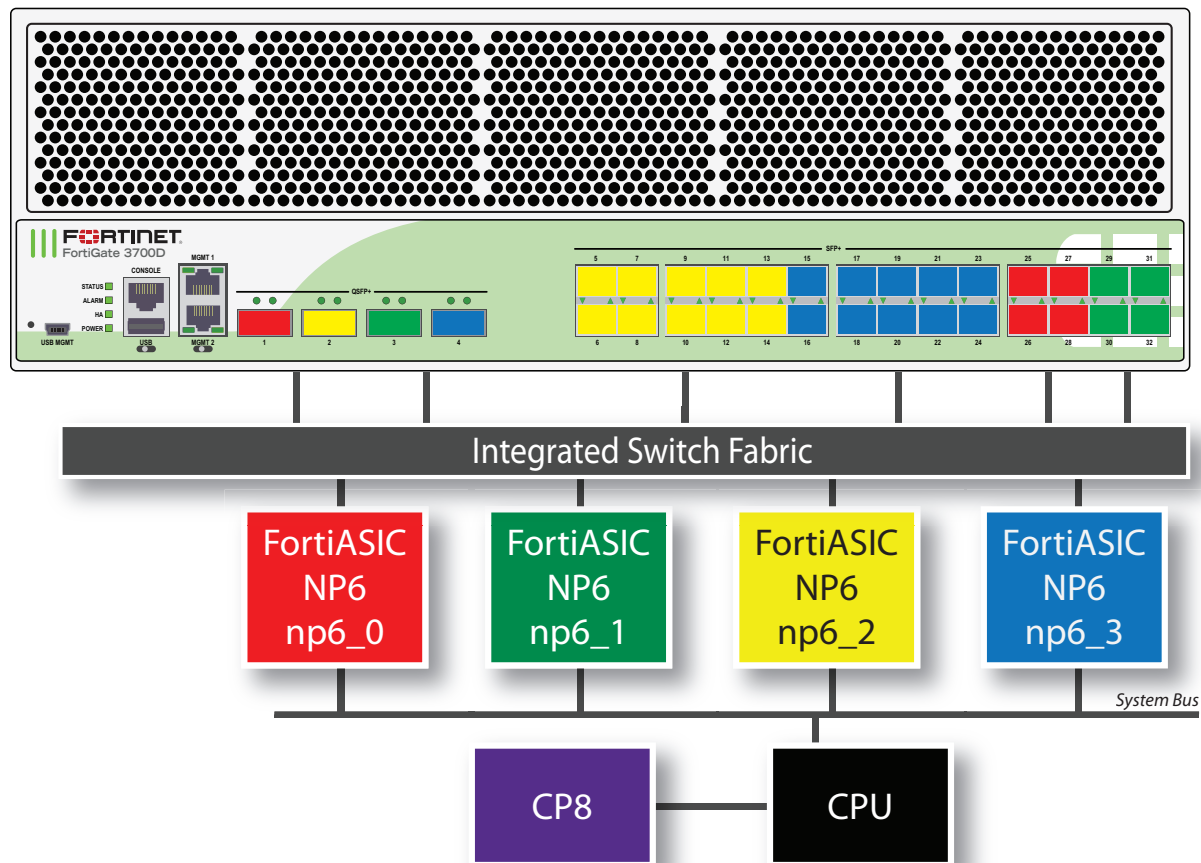 FORTINET
FortiGate 3700D
MGMT 1
CONSOLE
STATUS
ALARM
HA
POWER
USB MGMT
USB
MGMT 2
QSFP+
1 2 3 4
SFP+
5 7 9 11 13 15 17 19 21 23 25 27 29 31
6 8 10 12 14 16 18 20 22 24 26 28 30 32
Integrated Switch Fabric
FortiASIC
NP6
np6_0
FortiASIC
NP6
np6_1
FortiASIC
NP6
np6_2
FortiASIC
NP6
np6_3
System Bus
CP8
CPU